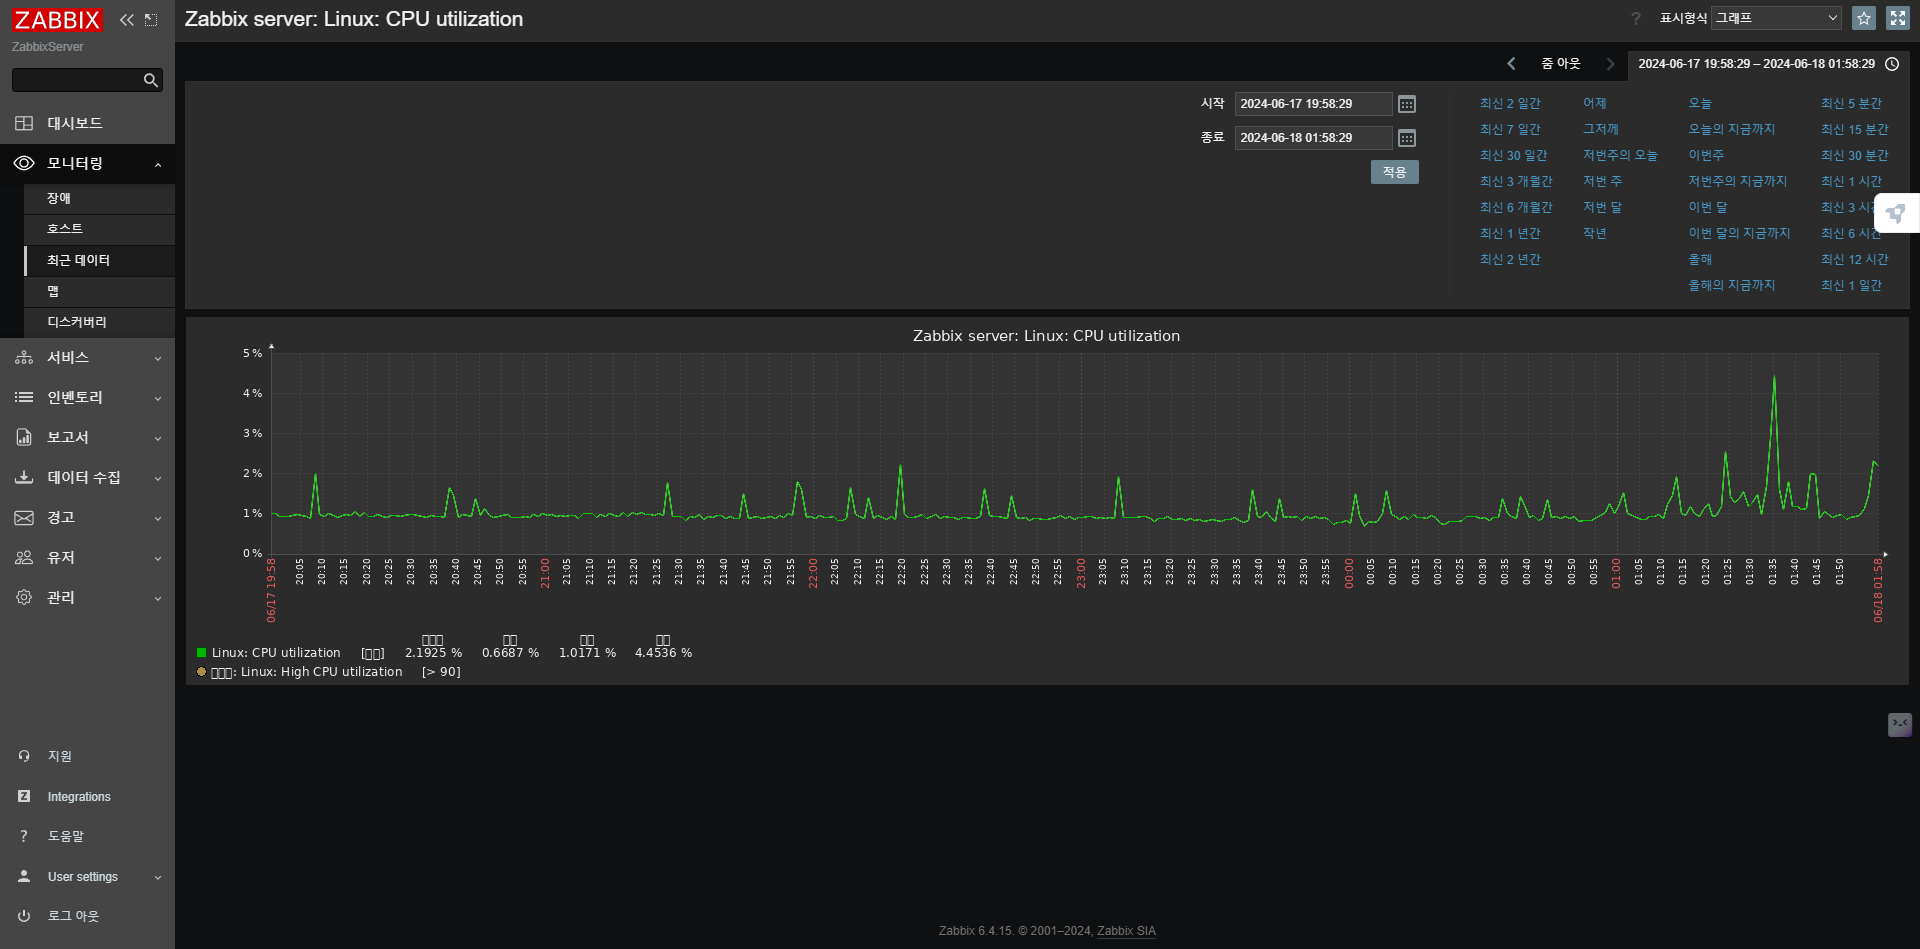 ZABBIX
ZabbixServer
대시보드
모니터링
장애
호스트
최근 데이터
맵
디스커버리
서비스
인벤토리
보고서
데이터 수집
경고
유저
관리
지원
Integrations
? 도움말
User settings
로그 아웃
Zabbix server: Linux: CPU utilization
? 표시형식 그래프
줌 아웃
2024-06-17 19:58:29 – 2024-06-18 01:58:29
시작 2024-06-17 19:58:29
종료 2024-06-18 01:58:29
적용
최신 2 일간 어제 오늘 최신 5 분간
최신 7 일간 그저께 오늘의 지금까지 최신 15 분간
최신 30 일간 저번주의 오늘 이번주 최신 30 분간
최신 3 개월간 저번 주 저번주의 지금까지 최신 1 시간
최신 6 개월간 저번 달 이번 달 최신 3
최신 1 년간 작년 이번 달의 지금까지 최신 6 시간
최신 2 년간 올해 최신 12 시간
올해의 지금까지 최신 1 일간
Zabbix server: Linux: CPU utilization
5 %
4 %
3 %
2 %
1 %
0 %
06/17 19:58 20:05 20:10 20:15 20:20 20:25 20:30 20:35 20:40 20:45 20:50 20:55 21:00 21:05 21:10 21:15 21:20 21:25 21:30 21:35 21:40 21:45 21:50 21:55 22:00 22:05 22:10 22:15 22:20 22:25 22:30 22:35 22:40 22:45 22:50 22:55 23:00 23:05 23:10 23:15 23:20 23:25 23:30 23:35 23:40 23:45 23:50 23:55 00:00 00:05 00:10 00:15 00:20 00:25 00:30 00:35 00:40 00:45 00:50 00:55 01:00 01:05 01:10 01:15 01:20 01:25 01:30 01:35 01:40 01:45 01:50 06/18 01:58
□□□ □□ □□ □□
Linux: CPU utilization [□□] 2.1925 % 0.6687 % 1.0171 % 4.4536 %
□□□: Linux: High CPU utilization [> 90]
Zabbix 6.4.15. © 2001–2024, Zabbix SIA